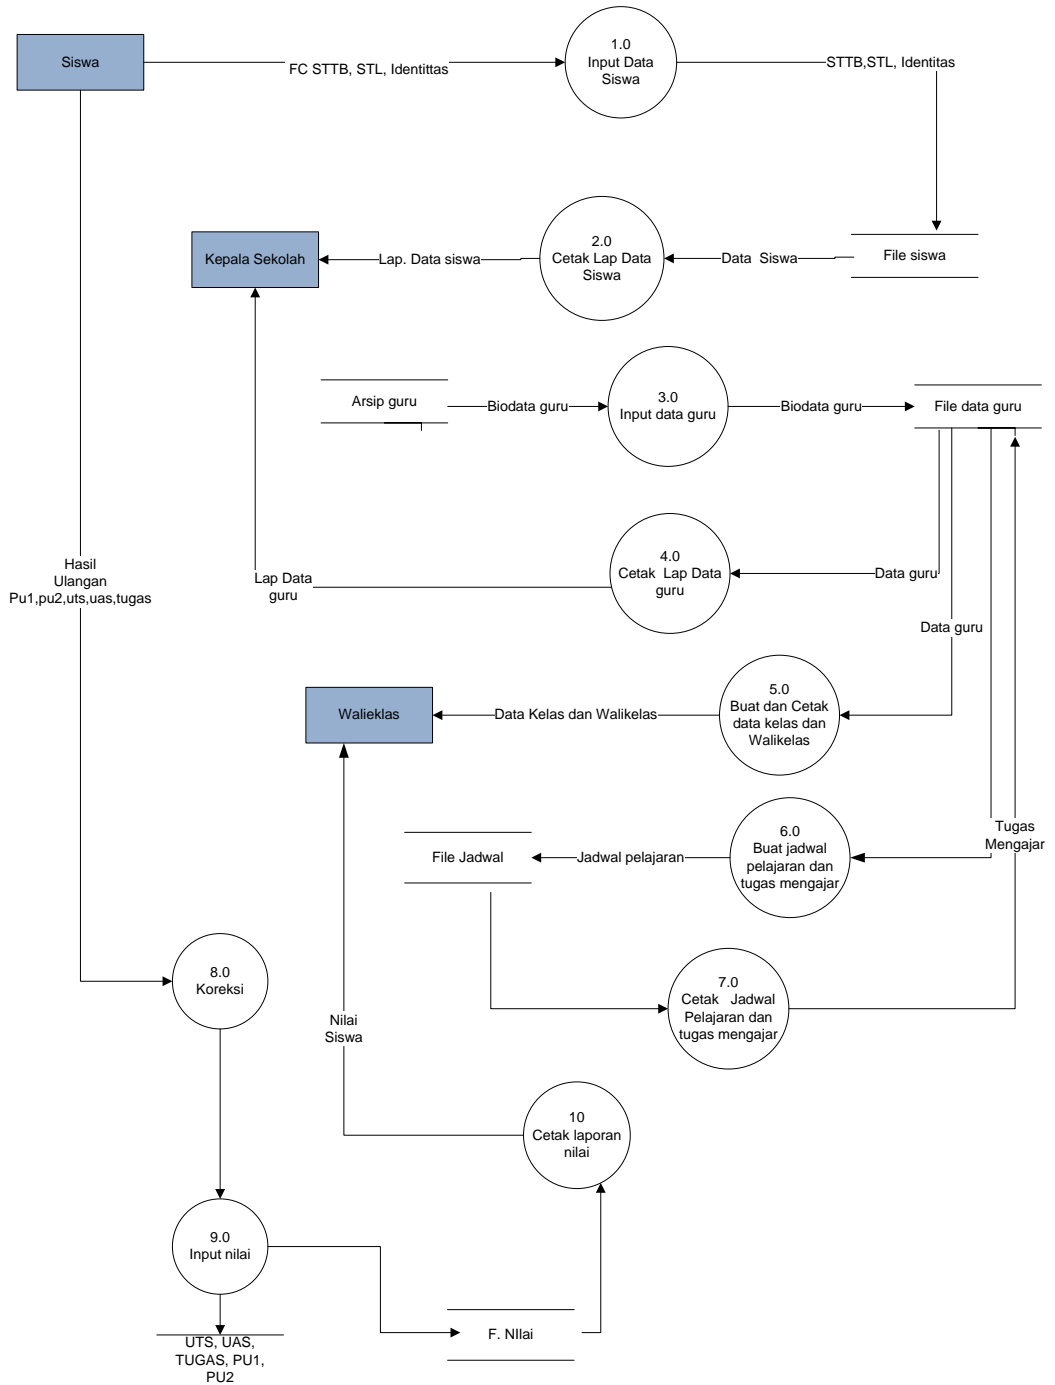 Siswa
FC STTB, STL, Identittas
1.0
Input Data
Siswa
STTB,STL, Identitas
Kepala Sekolah
Lap. Data siswa
2.0
Cetak Lap Data
Siswa
Data Siswa
File siswa
Arsip guru
Biodata guru
3.0
Input data guru
Biodata guru
File data guru
Hasil
Ulangan
Pu1,pu2,uts,uas,tugas
Lap Data
guru
4.0
Cetak Lap Data
guru
Data guru
Data guru
Walieklas
Data Kelas dan Walikelas
5.0
Buat dan Cetak
data kelas dan
Walikelas
File Jadwal
Jadwal pelajaran
6.0
Buat jadwal
pelajaran dan
tugas mengajar
Tugas
Mengajar
8.0
Koreksi
Nilai
Siswa
7.0
Cetak Jadwal
Pelajaran dan
tugas mengajar
10
Cetak laporan
nilai
9.0
Input nilai
F. NIlai
UTS, UAS,
TUGAS, PU1,
PU2